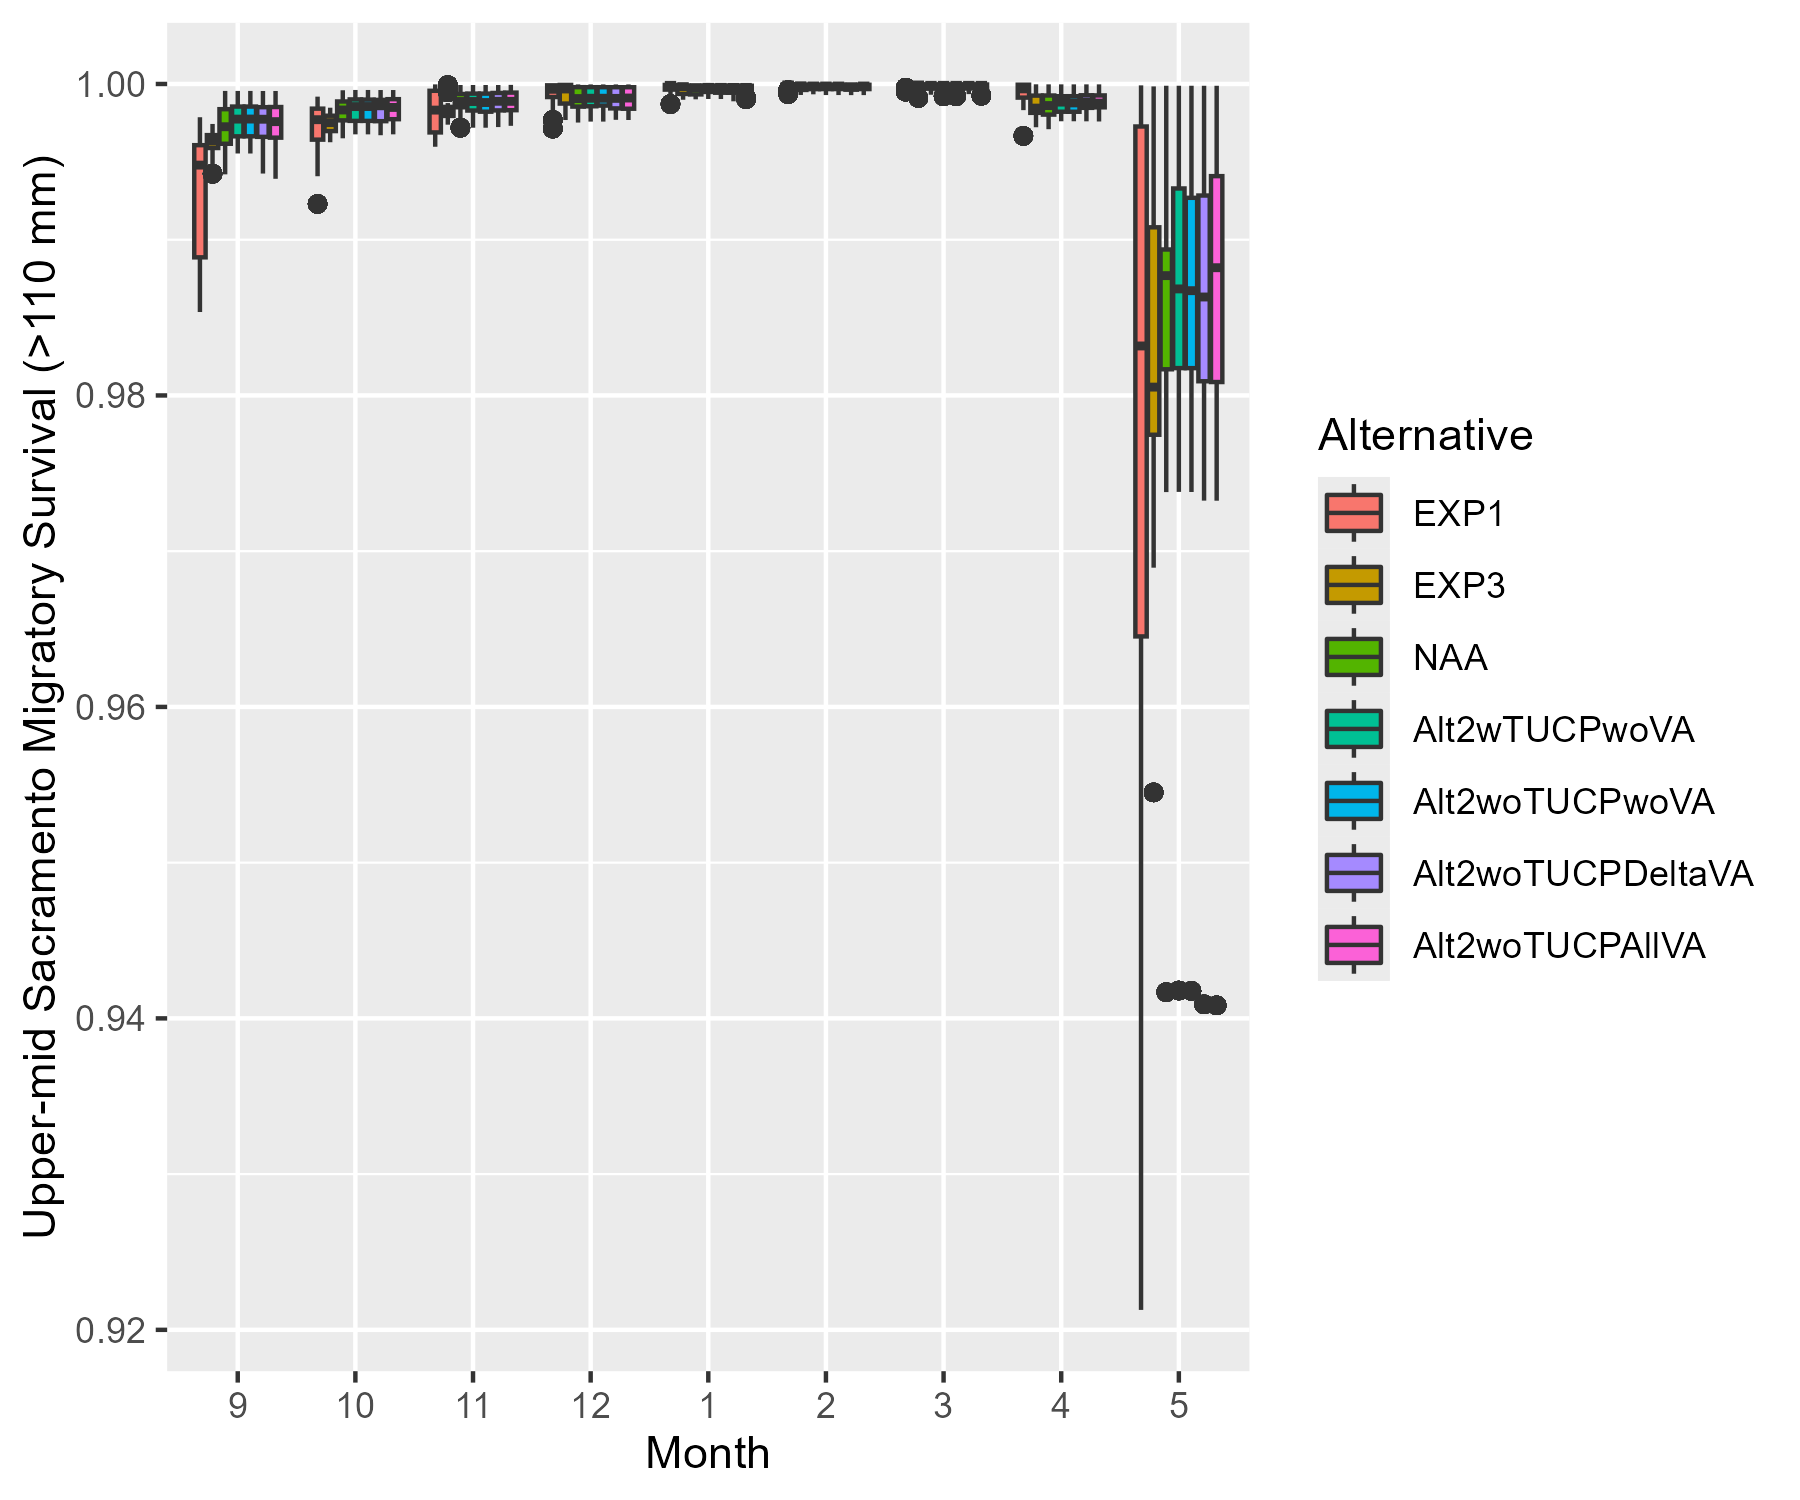 Upper-mid Sacramento Migratory Survival (>110 mm)
1.00
0.98
0.96
0.94
0.92
9 10 11 12 1 2 3 4 5
Month
Alternative
EXP1
EXP3
NAA
Alt2wTUCPwoVA
Alt2woTUCPwoVA
Alt2woTUCPDeltaVA
Alt2woTUCPAllVA